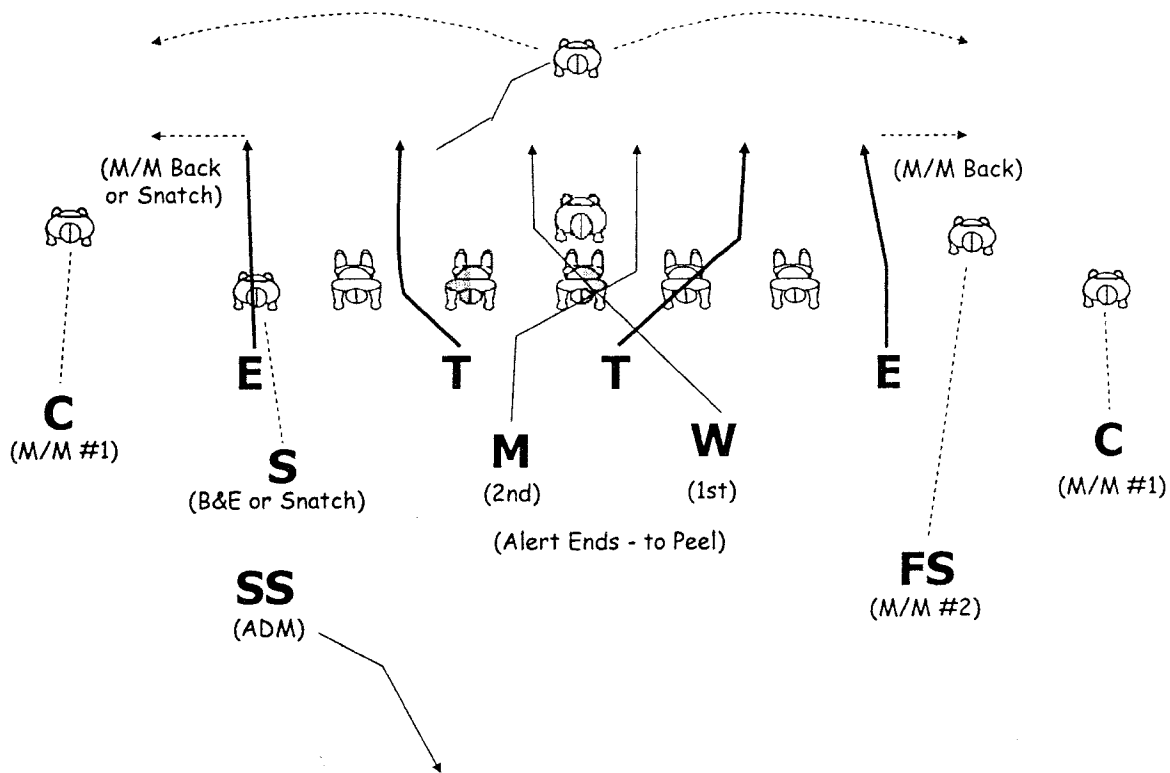 (M/M Back
or Snatch)
(M/M Back)
E
T
T
E
C
(M/M #1)
S
(B&E or Snatch)
M
(2nd)
W
(1st)
C
(M/M #1)
(Alert Ends - to Peel)
SS
(ADM)
FS
(M/M #2)